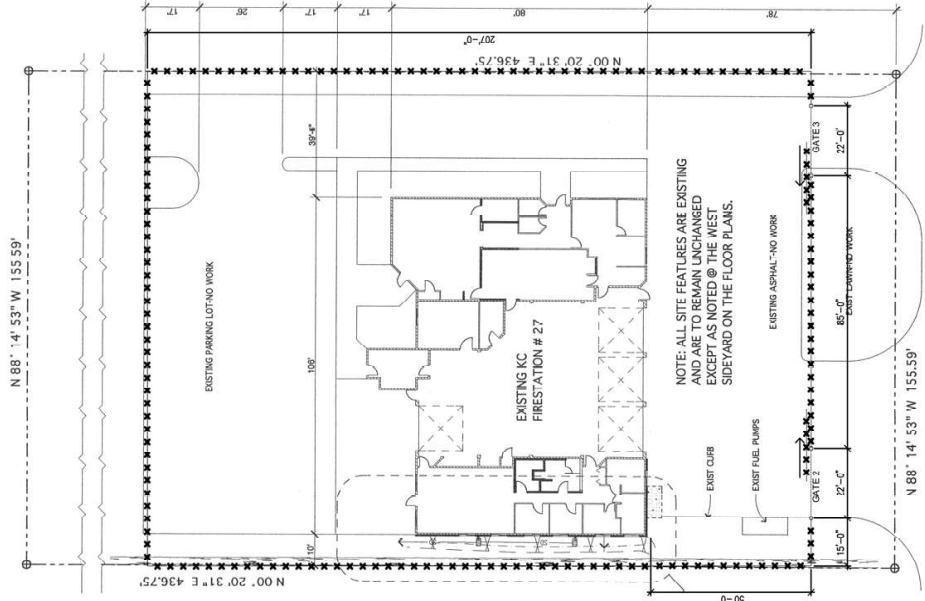 17
26'
17
17
80'
78'
207'-0"
N 00° 20' 31" E 436.75'
N 88° 14' 53" W 155.59'
39'-6"
GATE 3
22'-0"
EXISTING PARKING LOT-NO WORK
106'
EXISTING KC
FIRESTATION # 27
NOTE: ALL SITE FEATURES ARE EXISTING
AND ARE TO REMAIN UNCHANGED
EXCEPT AS NOTED @ THE WEST
SIDEYARD ON THE FLOOR PLANS.
EXISTING ASPHALT-NO WORK
85'-0"
EXIST LAWN-NO WORK
N 88° 14' 53" W 155.59'
EXIST CURB
EXIST FUEL PUMPS
GATE 2
22'-0"
10'
15'-0"
N 00° 20' 31" E 436.75'
50'-0"